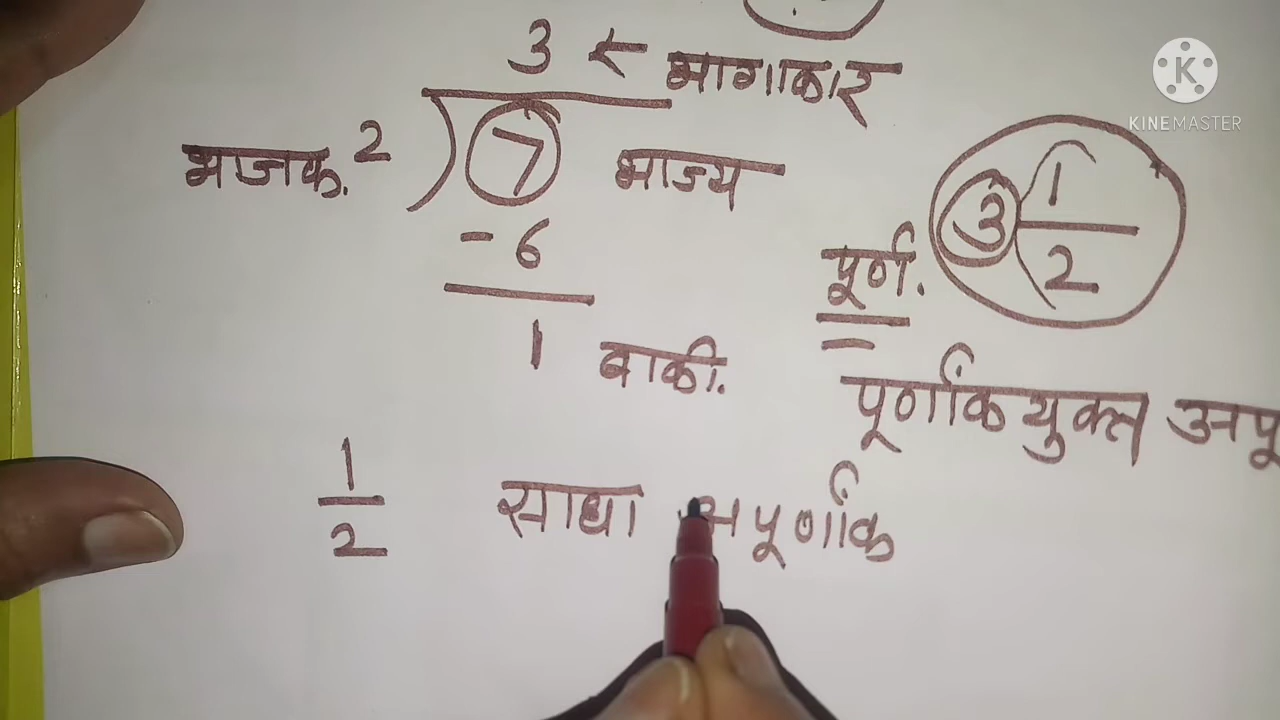 3 ← भागाकार
K
KINEMASTER
भाजक. 2 ) 7 भाज्य
- 6
1 बाकी.
पूर्ण. 3 1/2
पूर्णांक युक्त अपू
1/2 साधा अपूर्णांक